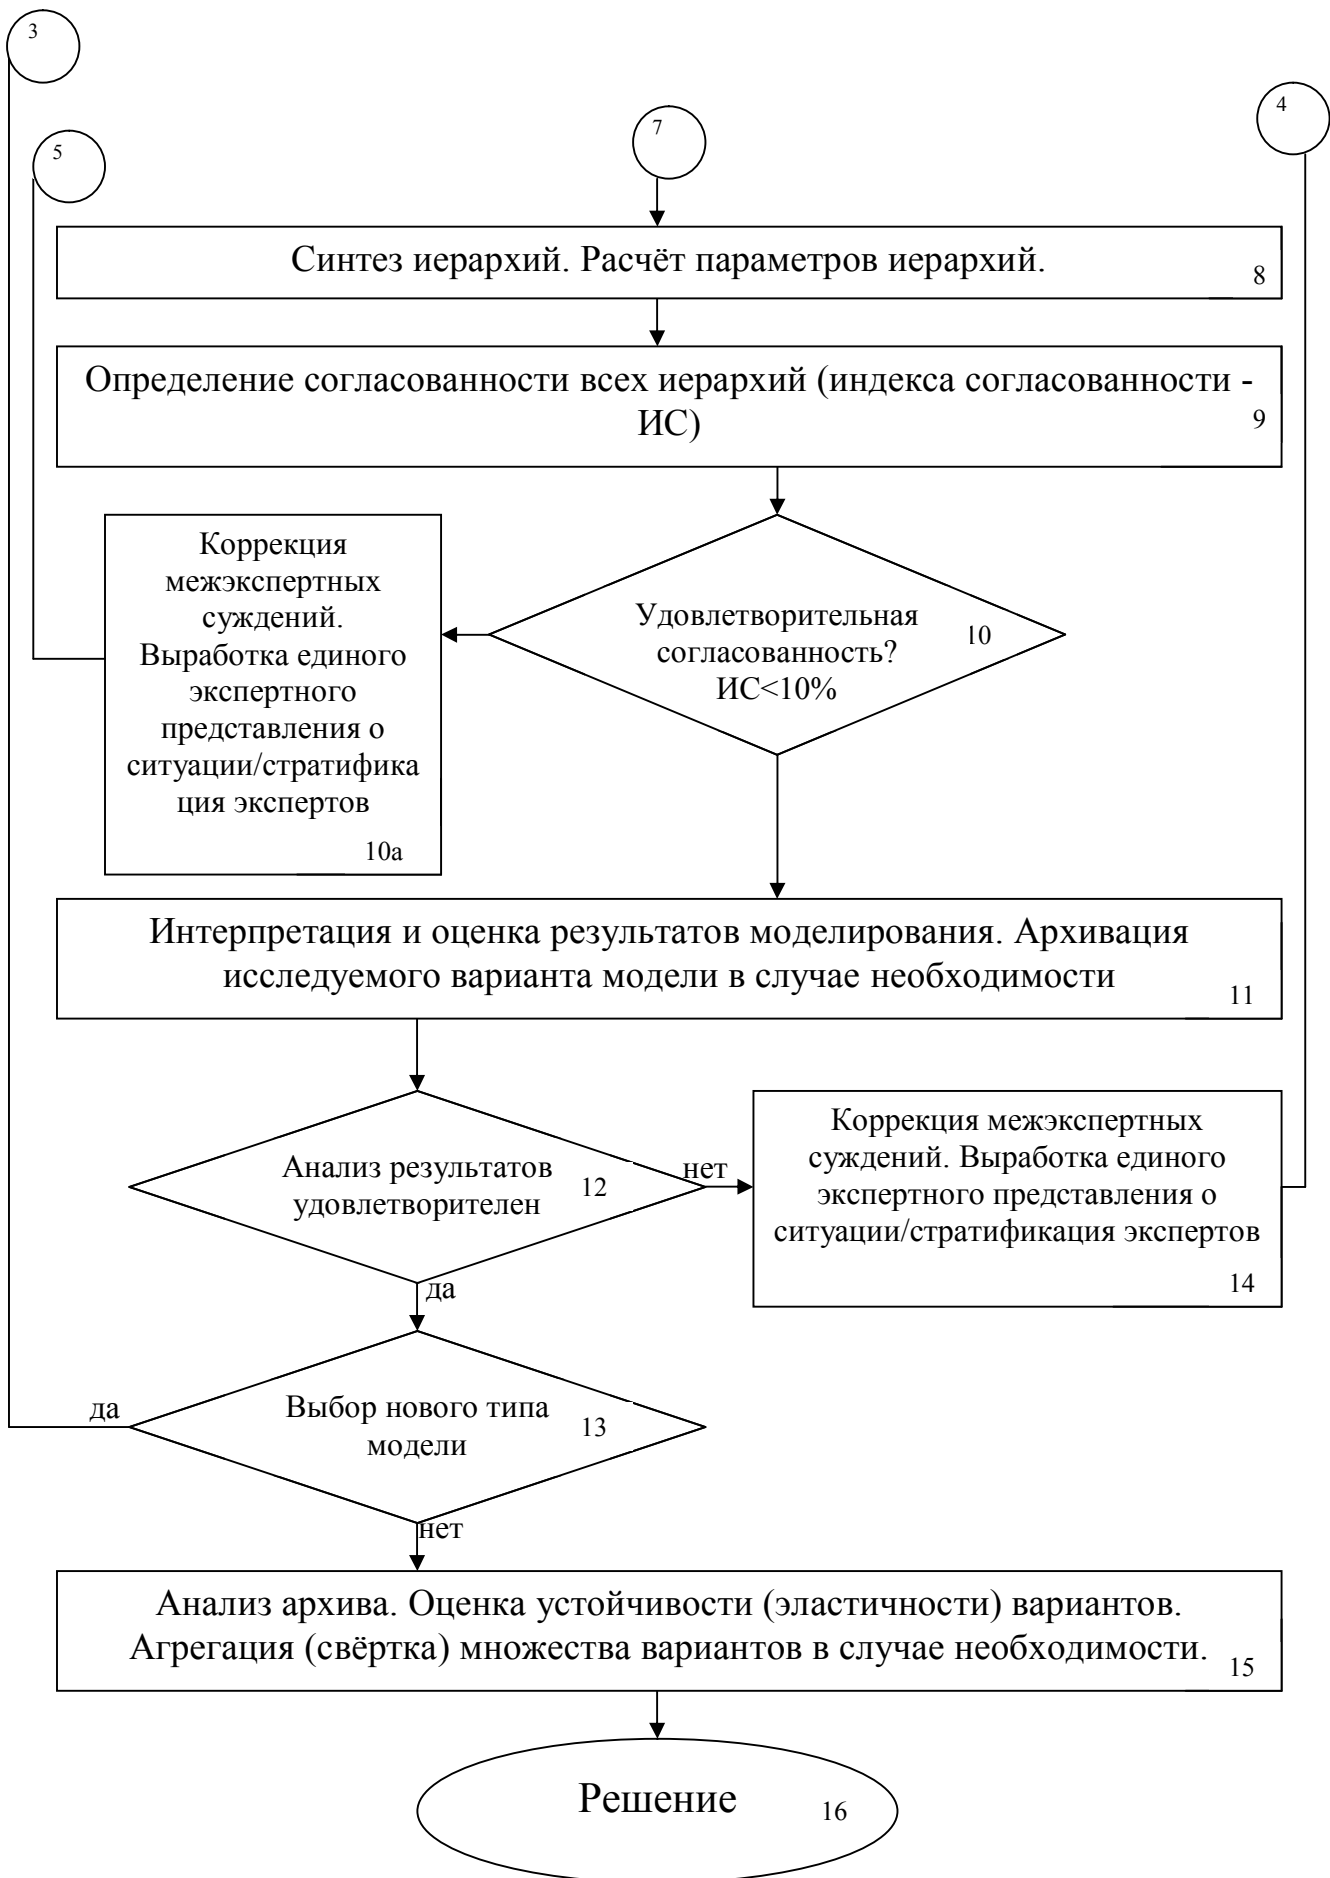 3
4
7
5
Синтез иерархий. Расчёт параметров иерархий.
8
Определение согласованности всех иерархий (индекса согласованности -
ИС)
9
Коррекция
межэкспертных
суждений.
Выработка единого
экспертного
представления о
ситуации/стратифика
ция экспертов
10а
Удовлетворительная
согласованность?
ИС<10%
10
Интерпретация и оценка результатов моделирования. Архивация
исследуемого варианта модели в случае необходимости
11
Анализ результатов
удовлетворителен
12
нет
Коррекция межэкспертных
суждений. Выработка единого
экспертного представления о
ситуации/стратификация экспертов
14
да
Выбор нового типа
модели
13
да
нет
Анализ архива. Оценка устойчивости (эластичности) вариантов.
Агрегация (свёртка) множества вариантов в случае необходимости.
15
Решение
16